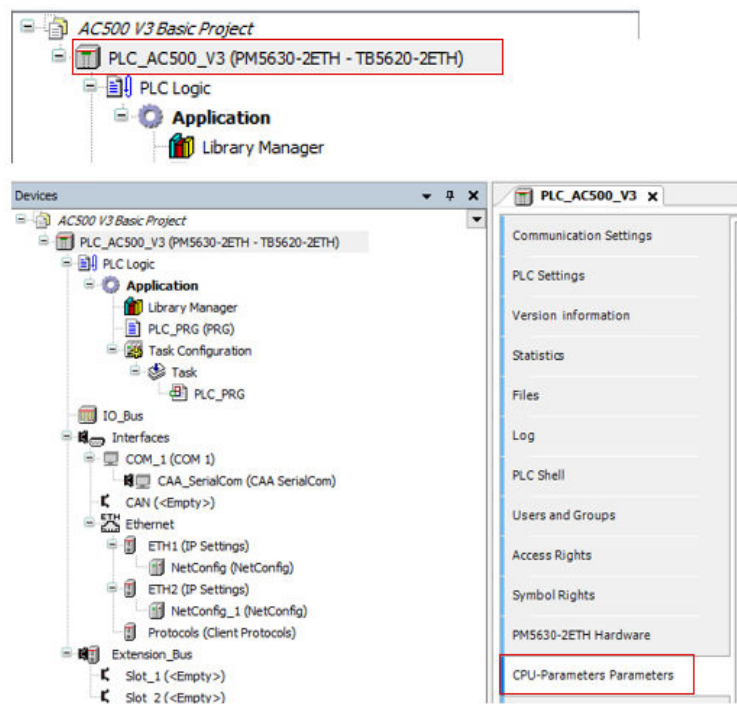 AC500 V3 Basic Project
PLC_AC500_V3 (PM5630-2ETH - TB5620-2ETH)
PLC Logic
Application
Library Manager
Devices
AC500 V3 Basic Project
PLC_AC500_V3 (PM5630-2ETH - TB5620-2ETH)
PLC Logic
Application
Library Manager
PLC_PRG (PRG)
Task Configuration
Task
PLC_PRG
IO_Bus
Interfaces
COM_1 (COM 1)
CAA_SerialCom (CAA SerialCom)
CAN (<Empty>)
ETH
Ethernet
ETH1 (IP Settings)
NetConfig (NetConfig)
ETH2 (IP Settings)
NetConfig_1 (NetConfig)
Protocols (Client Protocols)
Extension_Bus
Slot_1 (<Empty>)
Slot_2 (<Empty>)
PLC_AC500_V3 x
Communication Settings
PLC Settings
Version information
Statistics
Files
Log
PLC Shell
Users and Groups
Access Rights
Symbol Rights
PM5630-2ETH Hardware
CPU-Parameters Parameters